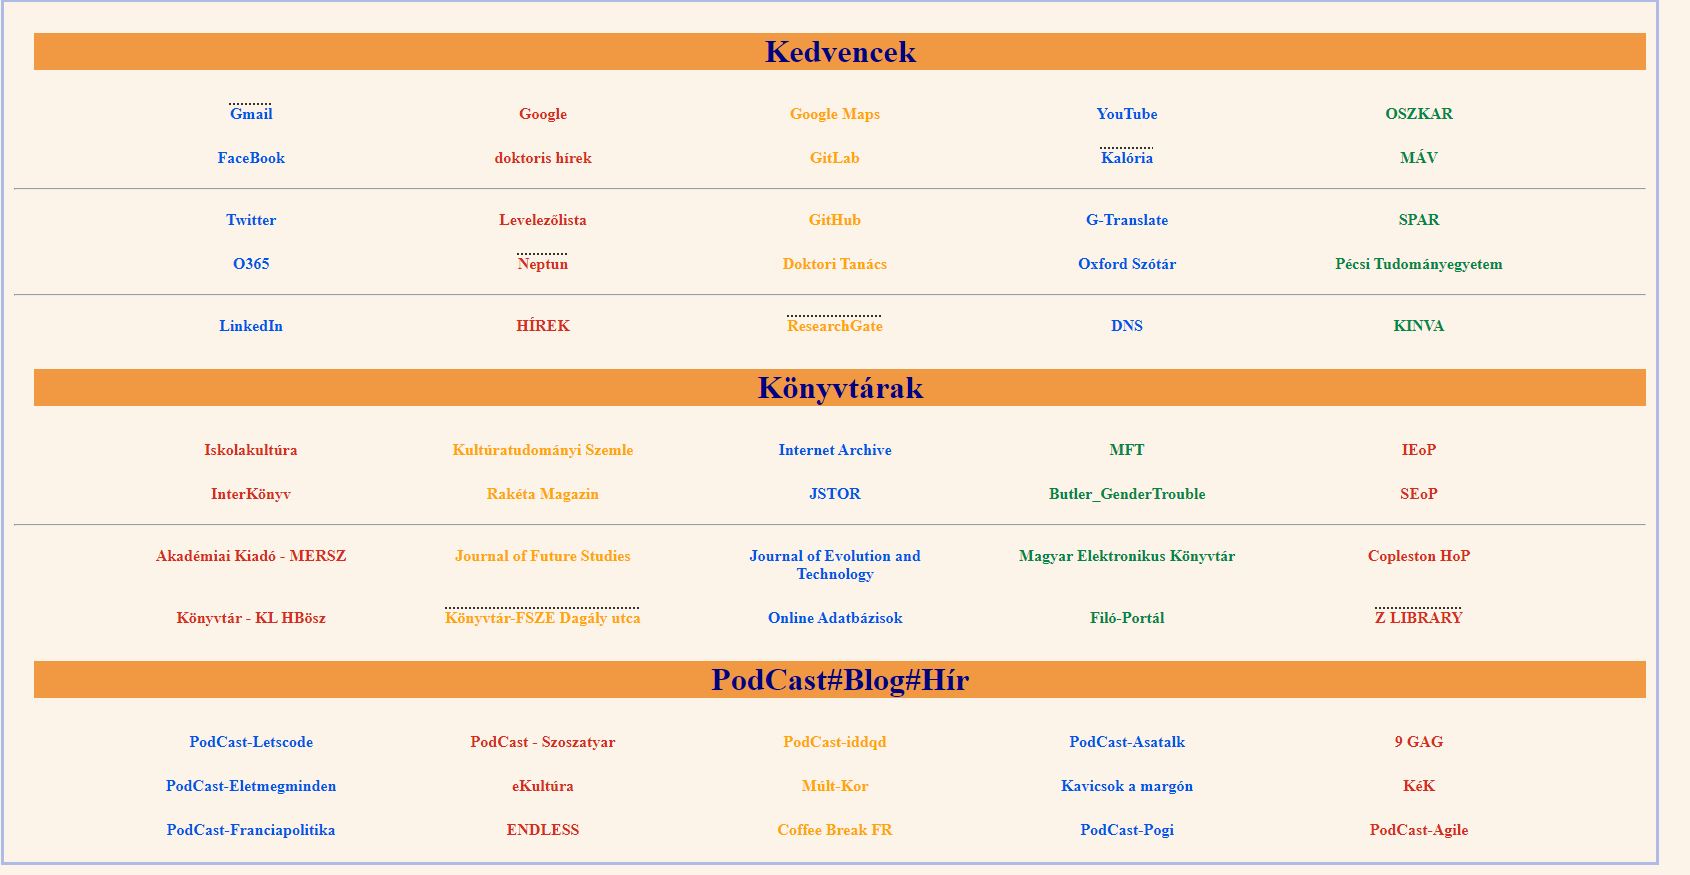 Kedvencek
Gmail Google Google Maps YouTube OSZKAR
FaceBook doktoris hírek GitLab Kalória MÁV
Twitter Levelezőlista GitHub G-Translate SPAR
O365 Neptun Doktori Tanács Oxford Szótár Pécsi Tudományegyetem
LinkedIn HÍREK ResearchGate DNS KINVA
Könyvtárak
Iskolakultúra Kultúratudományi Szemle Internet Archive MFT IEoP
InterKönyv Rakéta Magazin JSTOR Butler_GenderTrouble SEoP
Akadémiai Kiadó - MERSZ Journal of Future Studies Journal of Evolution and Magyar Elektronikus Könyvtár Copleston HoP
Technology
Könyvtár - KL HBösz Könyvtár-FSZE Dagály utca Online Adatbázisok Filó-Portál Z LIBRARY
PodCast#Blog#Hír
PodCast-Letscode PodCast - Szoszatyar PodCast-iddqd PodCast-Asatalk 9 GAG
PodCast-Eletmegminden eKultúra Múlt-Kor Kavicsok a margón KéK
PodCast-Franciapolitika ENDLESS Coffee Break FR PodCast-Pogi PodCast-Agile